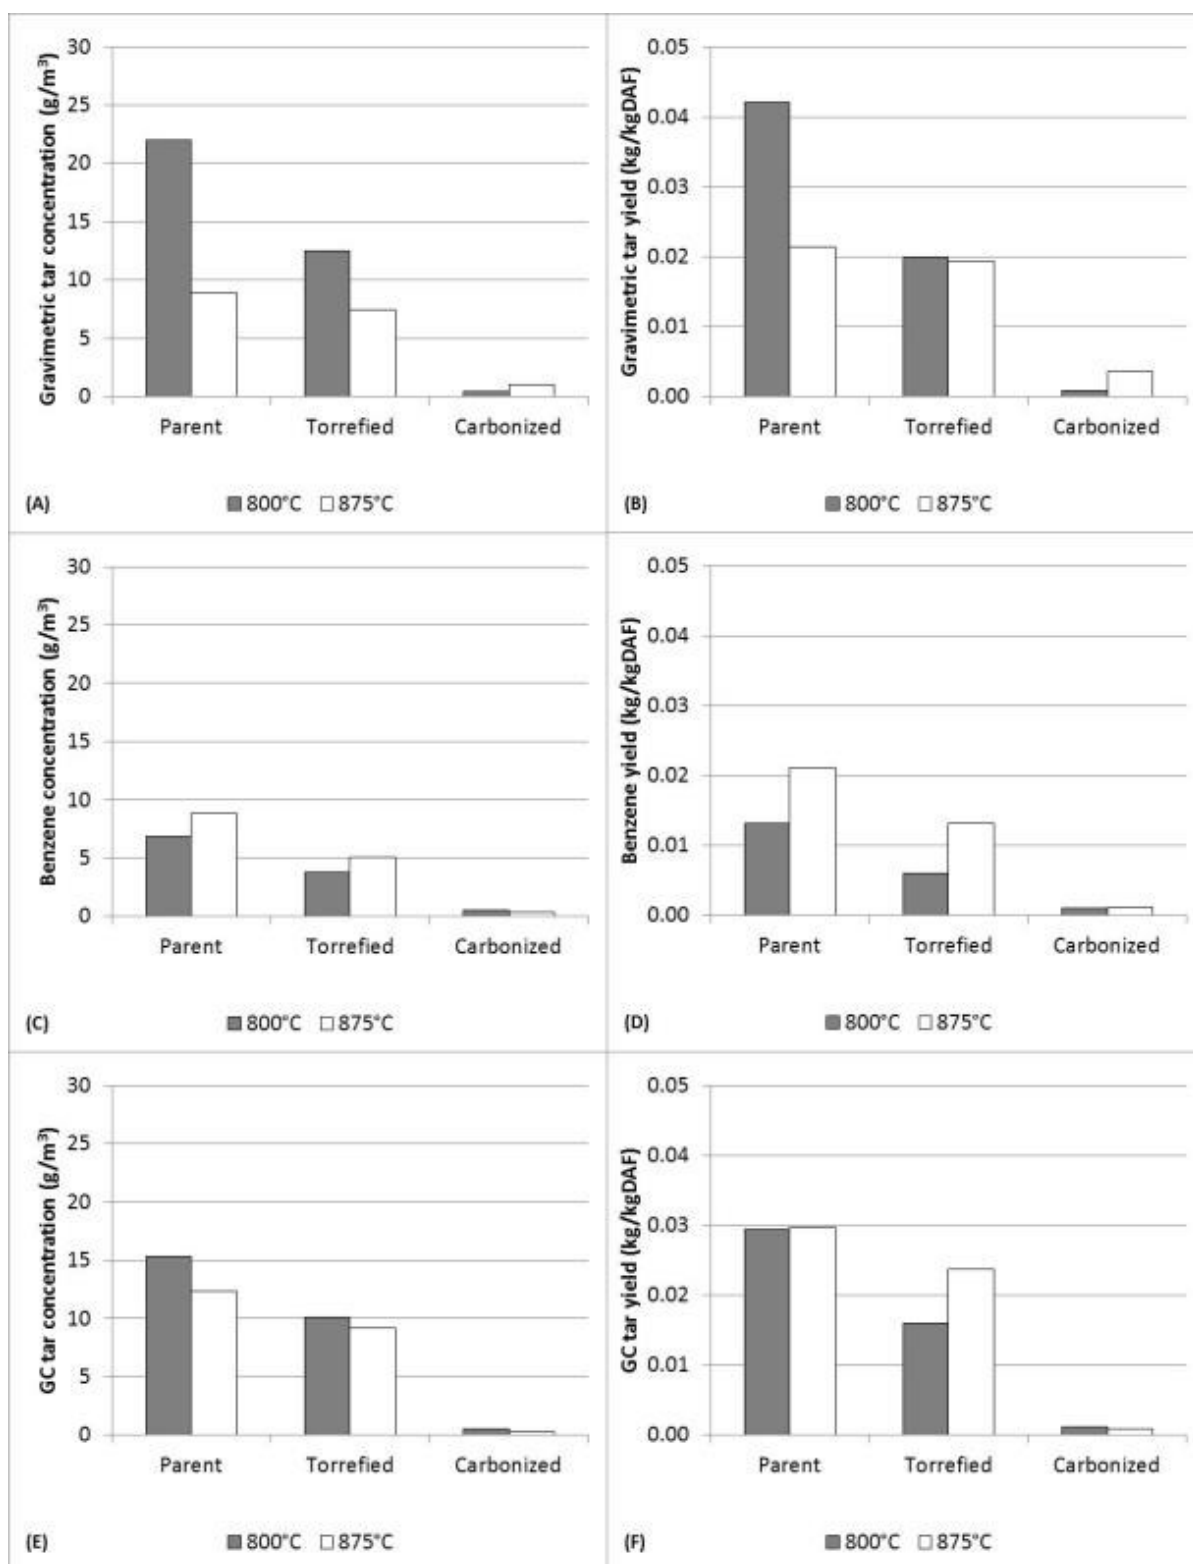 Gravimetric tar concentration (g/m³)
30
25
20
15
10
5
0
Parent Torrefied Carbonized
(A) 800°C 875°C
Gravimetric tar yield (kg/kgDAF)
0.05
0.04
0.03
0.02
0.01
0.00
Parent Torrefied Carbonized
(B) 800°C 875°C
Benzene concentration (g/m³)
30
25
20
15
10
5
0
Parent Torrefied Carbonized
(C) 800°C 875°C
Benzene yield (kg/kgDAF)
0.05
0.04
0.03
0.02
0.01
0.00
Parent Torrefied Carbonized
(D) 800°C 875°C
GC tar concentration (g/m³)
30
25
20
15
10
5
0
Parent Torrefied Carbonized
(E) 800°C 875°C
GC tar yield (kg/kgDAF)
0.05
0.04
0.03
0.02
0.01
0.00
Parent Torrefied Carbonized
(F) 800°C 875°C